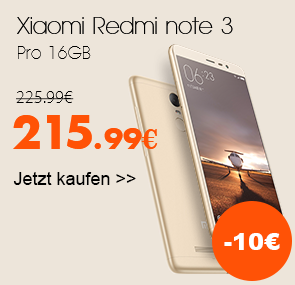 Xiaomi Redmi note 3
Pro 16GB
225.99€
215.99€
Jetzt kaufen >>
-10€